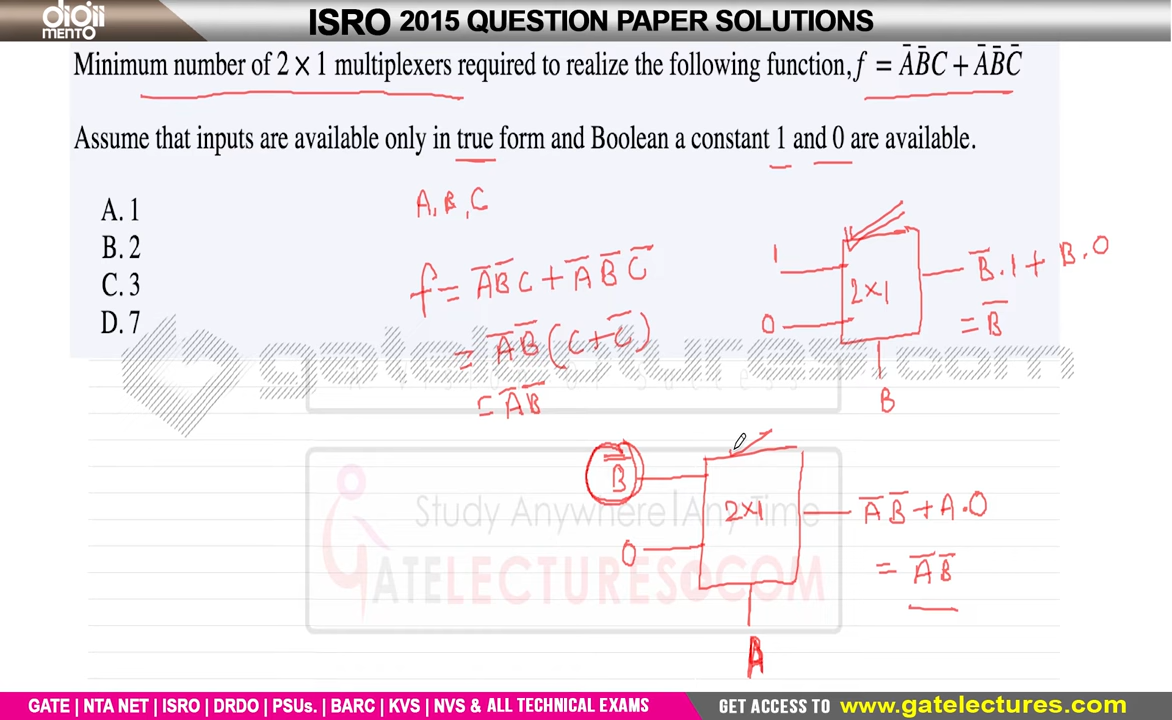 digii
MENTO
ISRO 2015 QUESTION PAPER SOLUTIONS
Minimum number of 2 × 1 multiplexers required to realize the following function, f = ĀB̄C + ĀB̄C̄
Assume that inputs are available only in true form and Boolean a constant 1 and 0 are available.
A. 1
B. 2
C. 3
D. 7
A, B, C
f = ĀB̄C + ĀB̄C̄
= ĀB̄(C+C̄)
= ĀB̄
1
0
2×1
B
B̄.1 + B.0
= B̄
gatelectures.com
B̄
0
2×1
A
ĀB̄ + A.0
= ĀB̄
Study Anywhere | Any Time
GATELECTURES.COM
GATE | NTA NET | ISRO | DRDO | PSUs. | BARC | KVS | NVS & ALL TECHNICAL EXAMS
GET ACCESS TO www.gatelectures.com